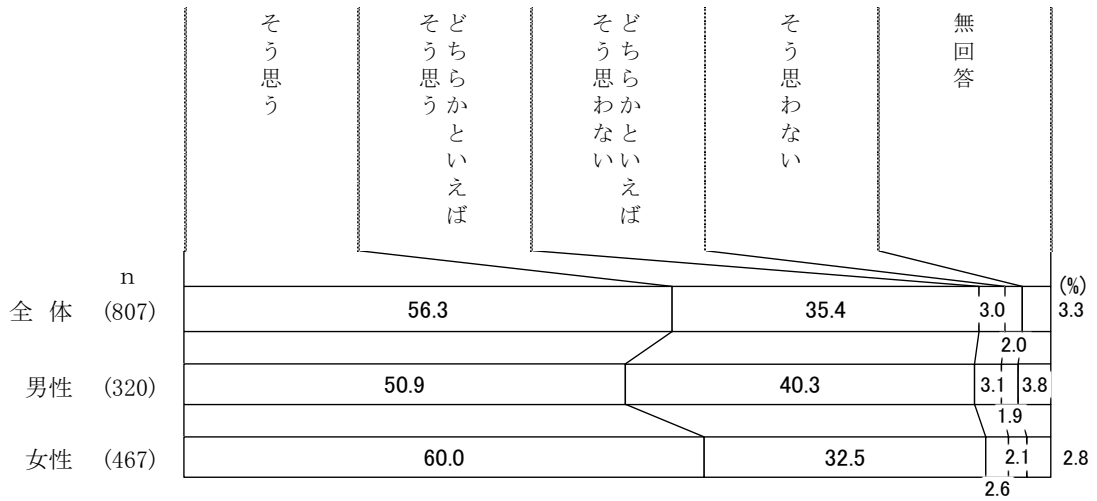 そう思う
どちらかといえば
そう思う
どちらかといえば
そう思わない
そう思わない
無回答
n
(%)
全 体 (807) 56.3 35.4 3.0 3.3
2.0
男性 (320) 50.9 40.3 3.1 3.8
1.9
女性 (467) 60.0 32.5 2.1 2.8
2.6